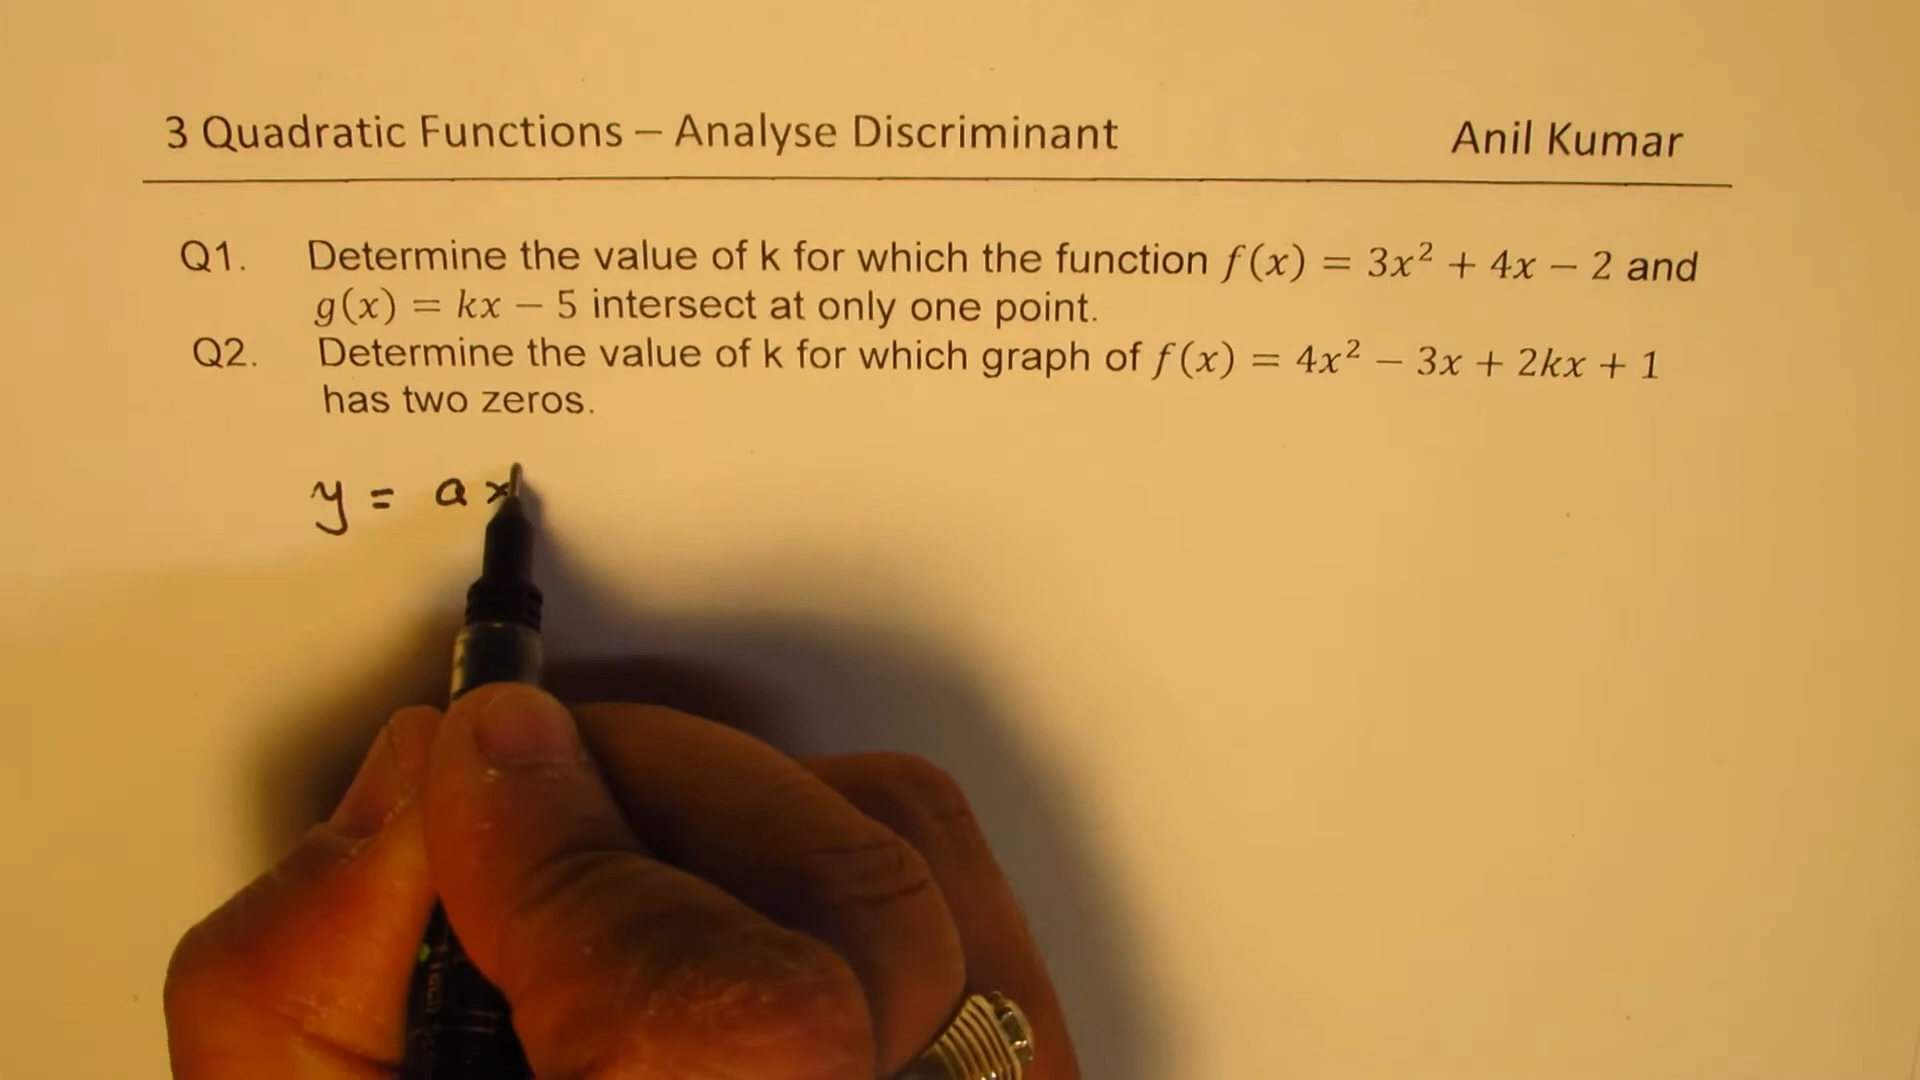 3 Quadratic Functions – Analyse Discriminant Anil Kumar
Q1. Determine the value of k for which the function f(x) = 3x² + 4x − 2 and
g(x) = kx − 5 intersect at only one point.
Q2. Determine the value of k for which graph of f(x) = 4x² − 3x + 2kx + 1
has two zeros.
y = ax